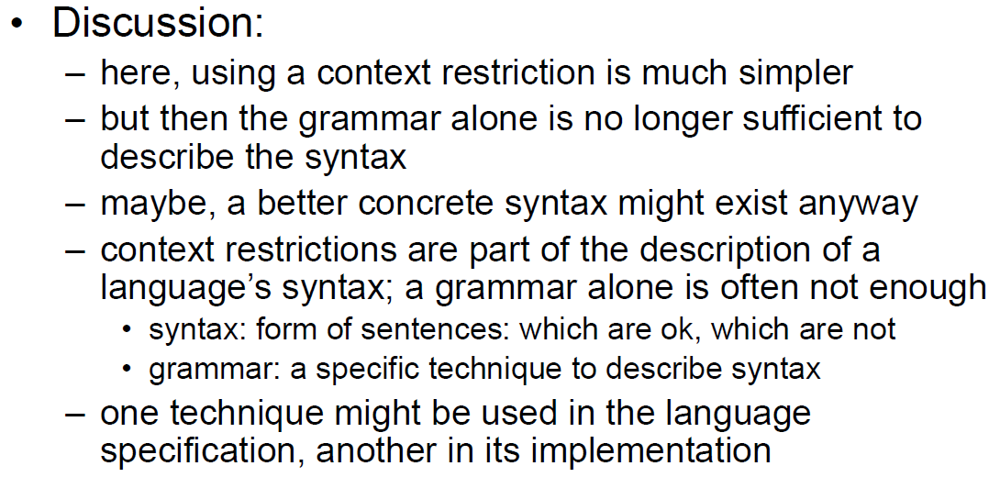 • Discussion:
– here, using a context restriction is much simpler
– but then the grammar alone is no longer sufficient to
describe the syntax
– maybe, a better concrete syntax might exist anyway
– context restrictions are part of the description of a
language’s syntax; a grammar alone is often not enough
• syntax: form of sentences: which are ok, which are not
• grammar: a specific technique to describe syntax
– one technique might be used in the language
specification, another in its implementation